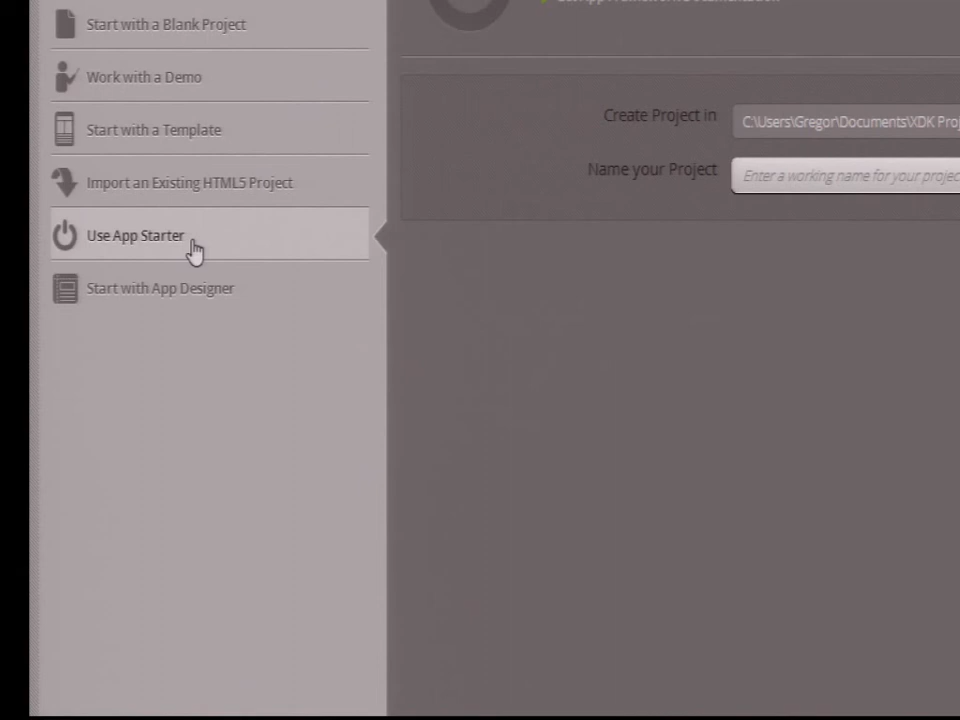 Start with a Blank Project
Work with a Demo
Start with a Template
Import an Existing HTML5 Project
Use App Starter
Start with App Designer
Create Project in
C:\Users\Gregor\Documents\XDK Proj
Name your Project
Enter a working name for your projec